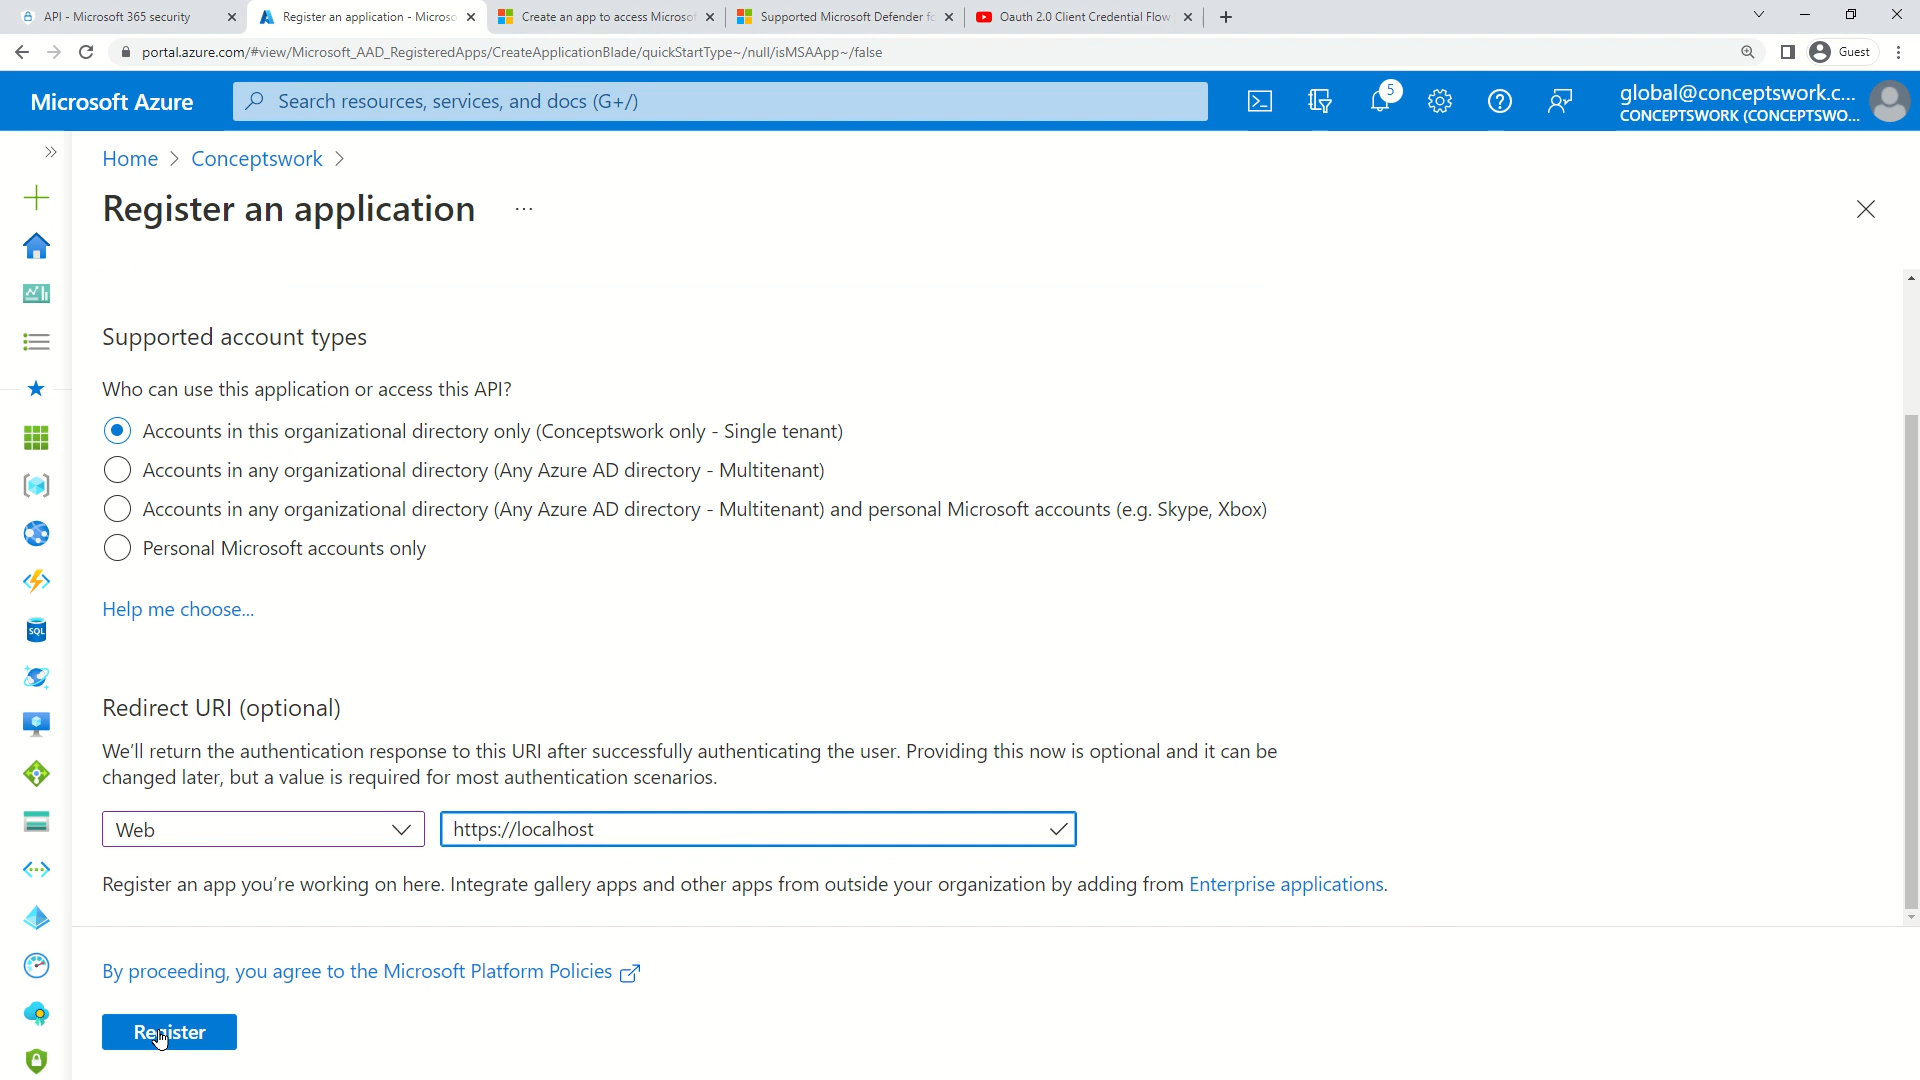 API - Microsoft 365 security
Register an application - Microso
Create an app to access Microsof
Supported Microsoft Defender fo
Oauth 2.0 Client Credential Flow
portal.azure.com/#view/Microsoft_AAD_RegisteredApps/CreateApplicationBlade/quickStartType~/null/isMSAApp~/false
Guest
Microsoft Azure
Search resources, services, and docs (G+/)
5
global@conceptswork.c...
CONCEPTSWORK (CONCEPTSWO...
Home > Conceptswork >
Register an application ...
Supported account types
Who can use this application or access this API?
Accounts in this organizational directory only (Conceptswork only - Single tenant)
Accounts in any organizational directory (Any Azure AD directory - Multitenant)
Accounts in any organizational directory (Any Azure AD directory - Multitenant) and personal Microsoft accounts (e.g. Skype, Xbox)
Personal Microsoft accounts only
Help me choose...
Redirect URI (optional)
We'll return the authentication response to this URI after successfully authenticating the user. Providing this now is optional and it can be
changed later, but a value is required for most authentication scenarios.
Web
https://localhost
Register an app you're working on here. Integrate gallery apps and other apps from outside your organization by adding from Enterprise applications.
By proceeding, you agree to the Microsoft Platform Policies
Register
SQL